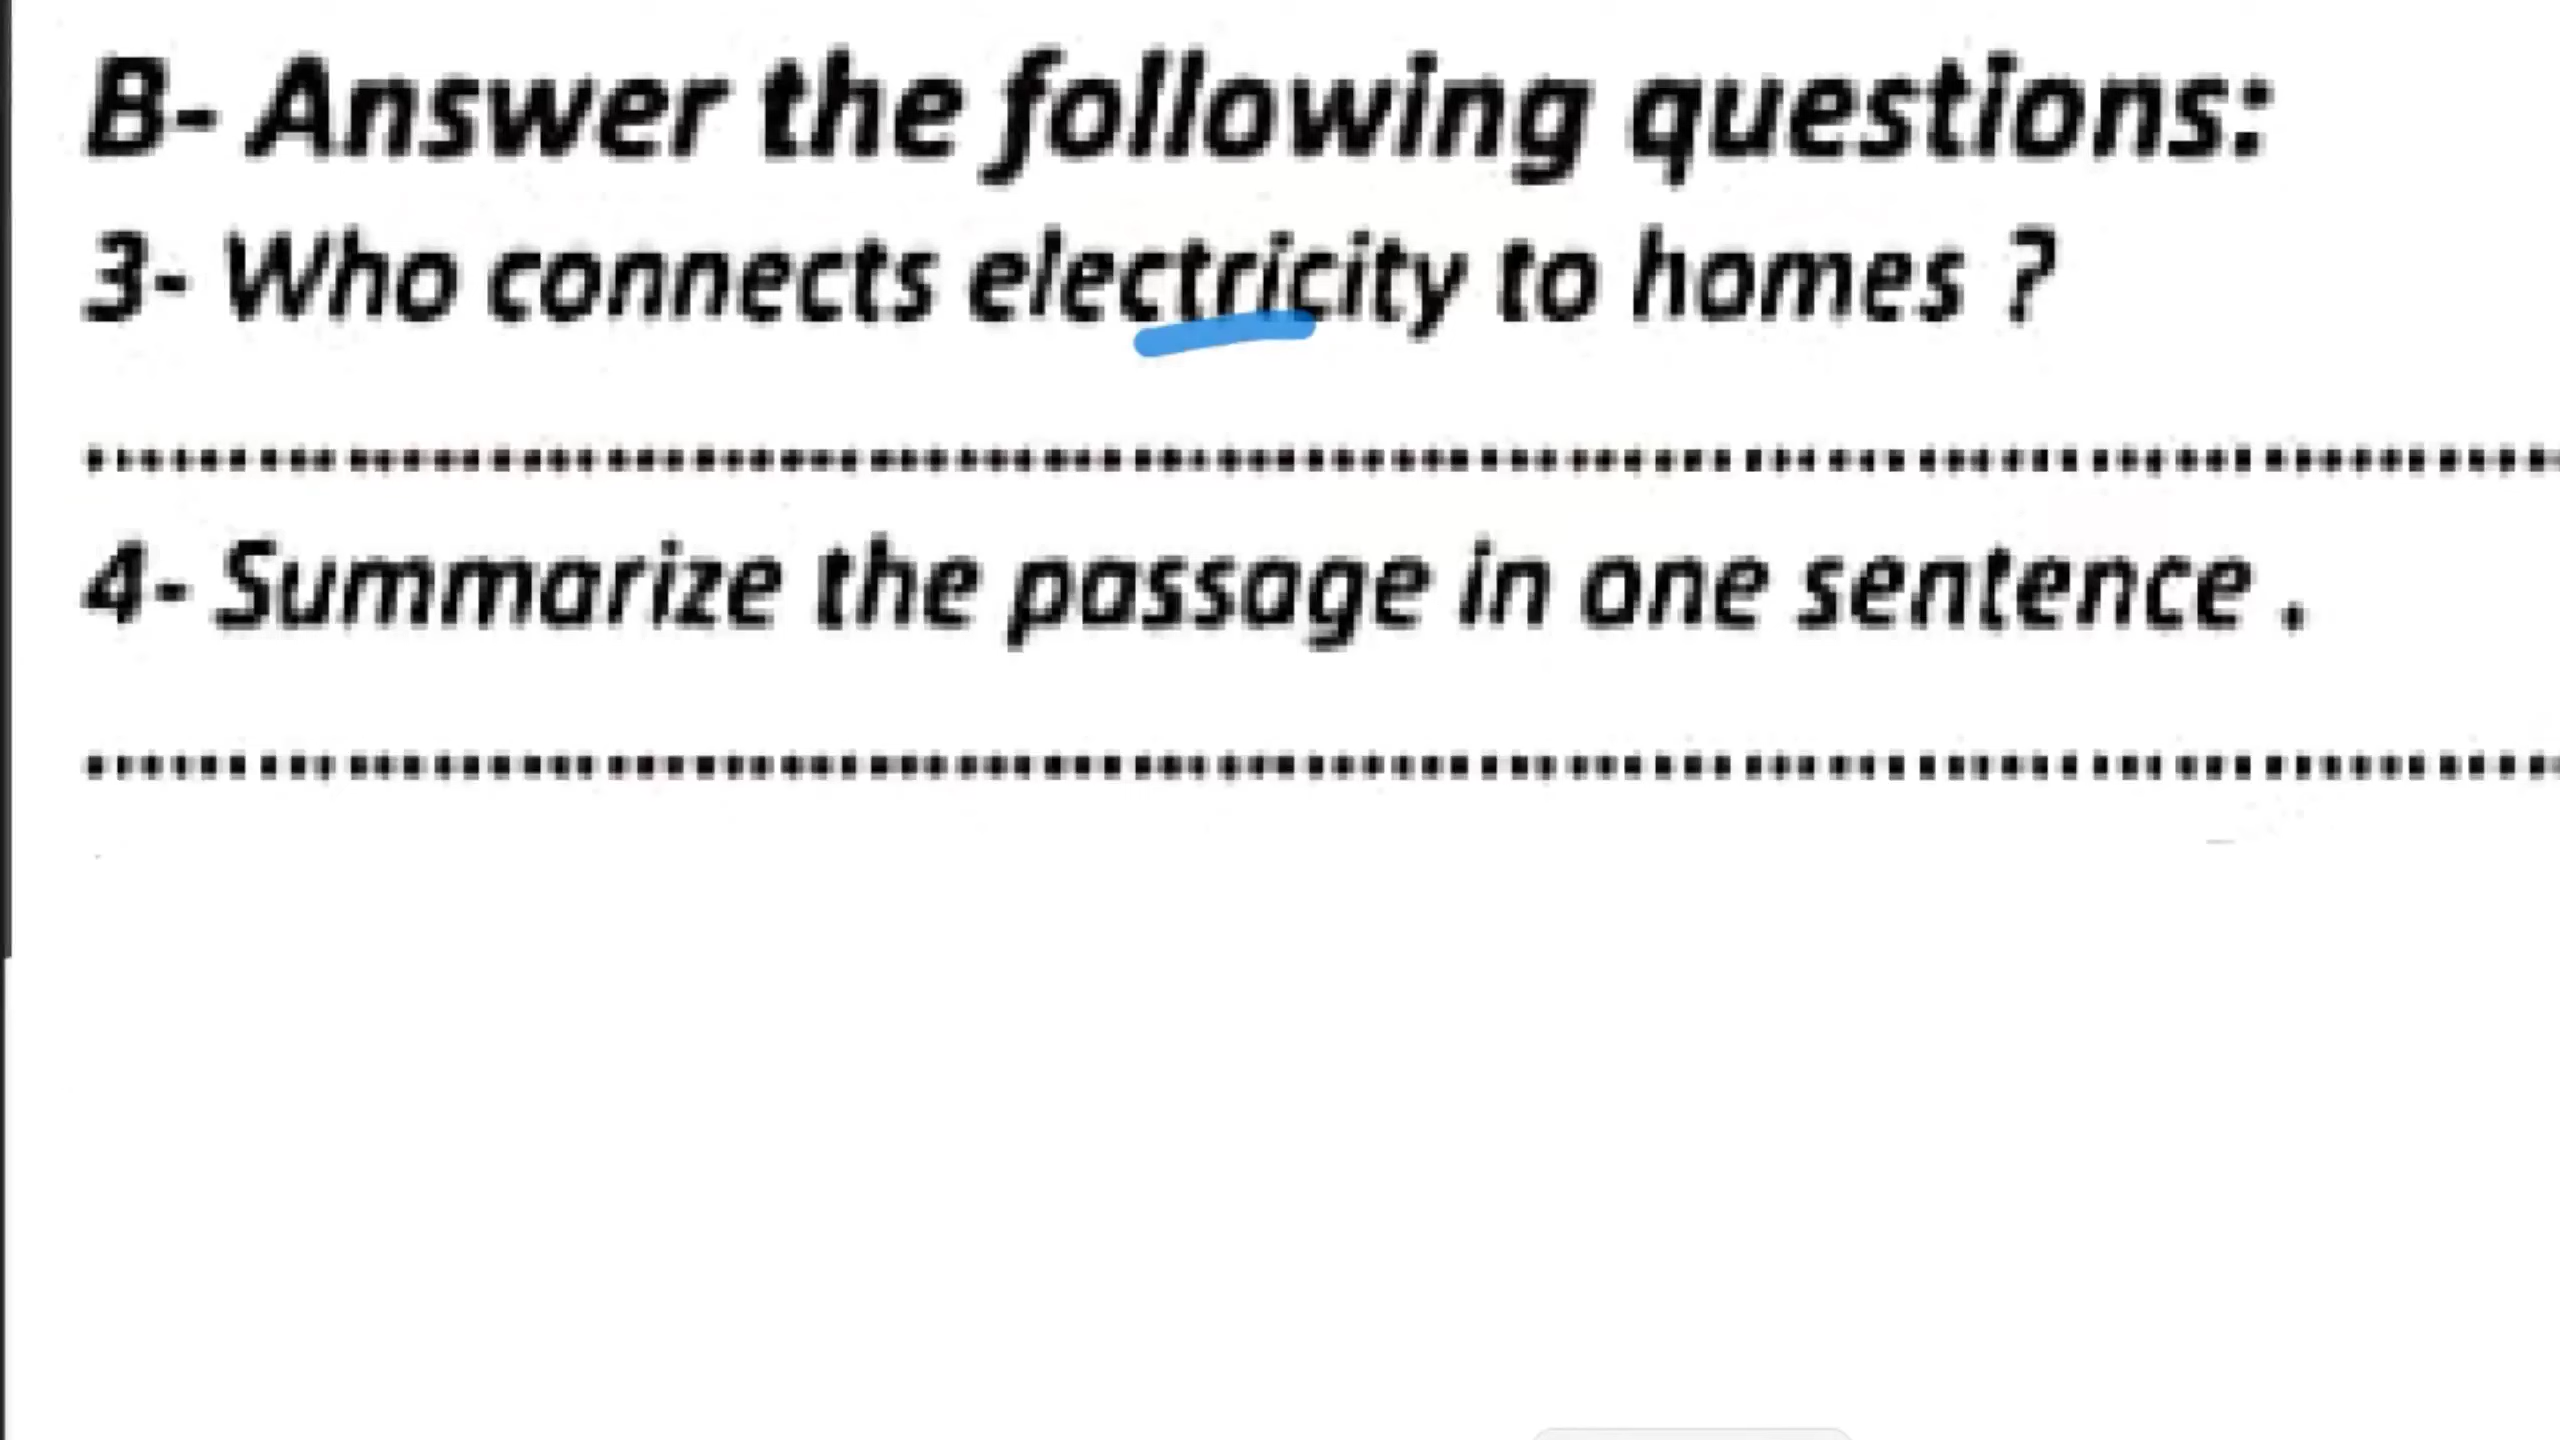 B- Answer the following questions:
3- Who connects electricity to homes ?
................................................................................
4- Summarize the passage in one sentence .
................................................................................